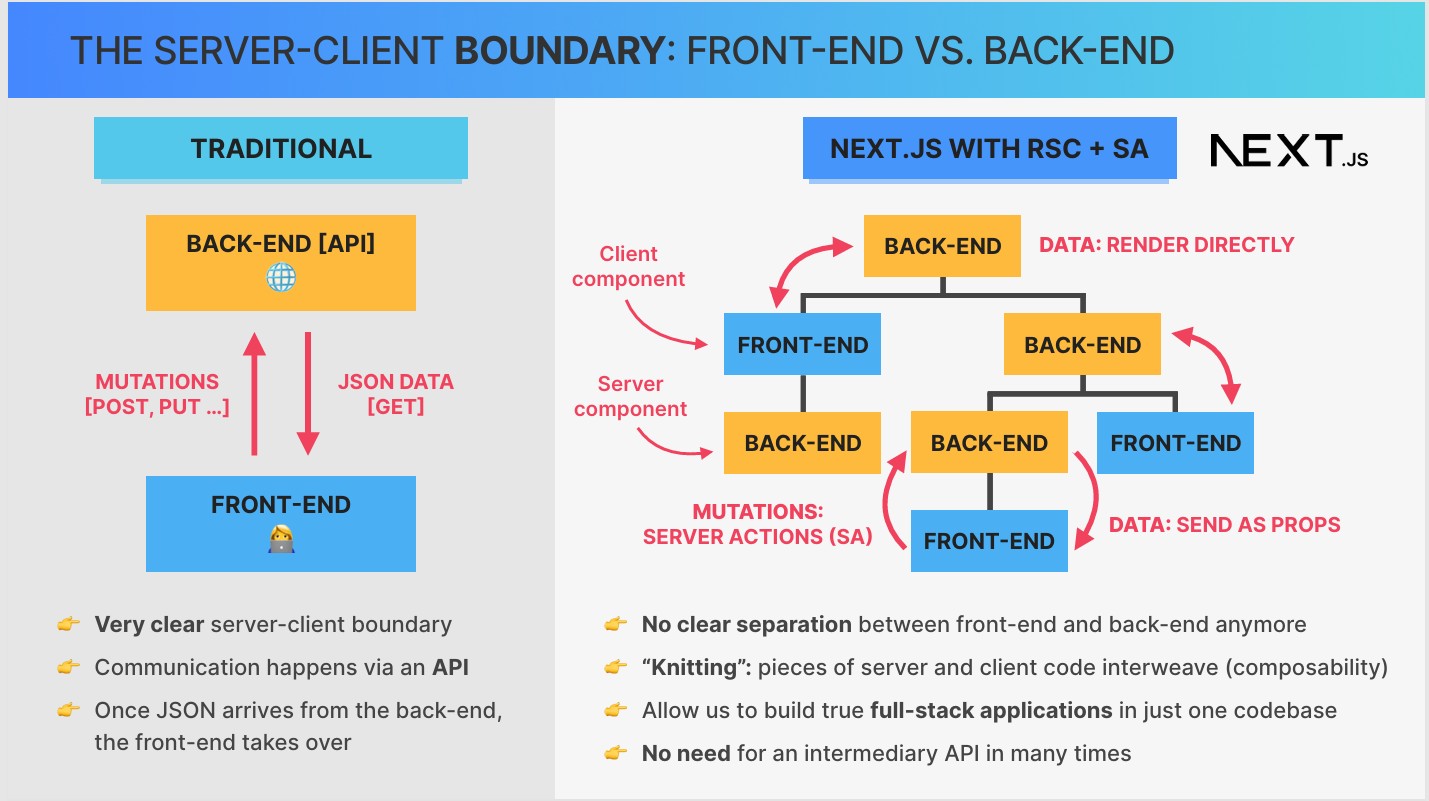 THE SERVER-CLIENT BOUNDARY: FRONT-END VS. BACK-END
TRADITIONAL
BACK-END [API]
MUTATIONS
[POST, PUT ...]
JSON DATA
[GET]
FRONT-END
👉 Very clear server-client boundary
👉 Communication happens via an API
👉 Once JSON arrives from the back-end,
the front-end takes over
NEXT.JS WITH RSC + SA
NEXT.JS
BACK-END
DATA: RENDER DIRECTLY
Client
component
FRONT-END
BACK-END
Server
component
BACK-END
BACK-END
FRONT-END
MUTATIONS:
SERVER ACTIONS (SA)
FRONT-END
DATA: SEND AS PROPS
👉 No clear separation between front-end and back-end anymore
👉 “Knitting”: pieces of server and client code interweave (composability)
👉 Allow us to build true full-stack applications in just one codebase
👉 No need for an intermediary API in many times